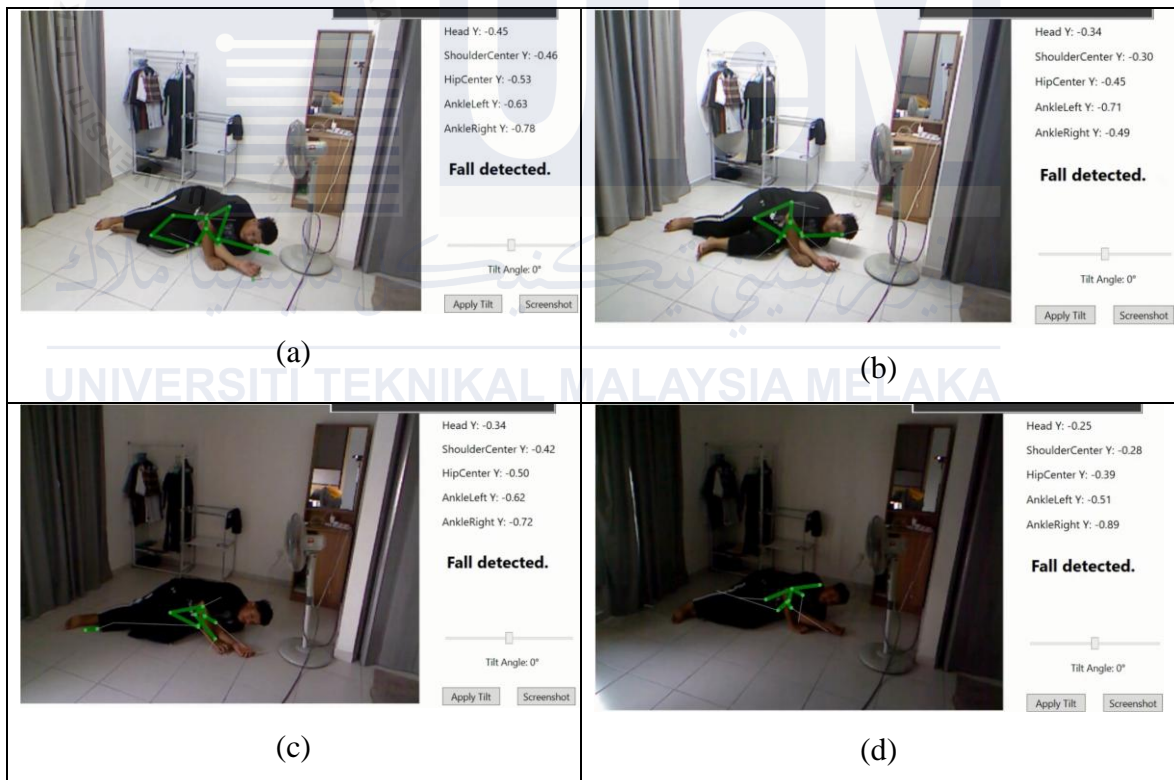 Head Y: -0.45
ShoulderCenter Y: -0.46
HipCenter Y: -0.53
AnkleLeft Y: -0.63
AnkleRight Y: -0.78
Fall detected.
Tilt Angle: 0°
Apply Tilt Screenshot
(a)
Head Y: -0.34
ShoulderCenter Y: -0.30
HipCenter Y: -0.45
AnkleLeft Y: -0.71
AnkleRight Y: -0.49
Fall detected.
Tilt Angle: 0°
Apply Tilt Screenshot
(b)
UNIVERSITI TEKNIKAL MALAYSIA MELAKA
Head Y: -0.34
ShoulderCenter Y: -0.42
HipCenter Y: -0.50
AnkleLeft Y: -0.62
AnkleRight Y: -0.72
Fall detected.
Tilt Angle: 0°
Apply Tilt Screenshot
(c)
Head Y: -0.25
ShoulderCenter Y: -0.28
HipCenter Y: -0.39
AnkleLeft Y: -0.51
AnkleRight Y: -0.89
Fall detected.
Tilt Angle: 0°
Apply Tilt Screenshot
(d)